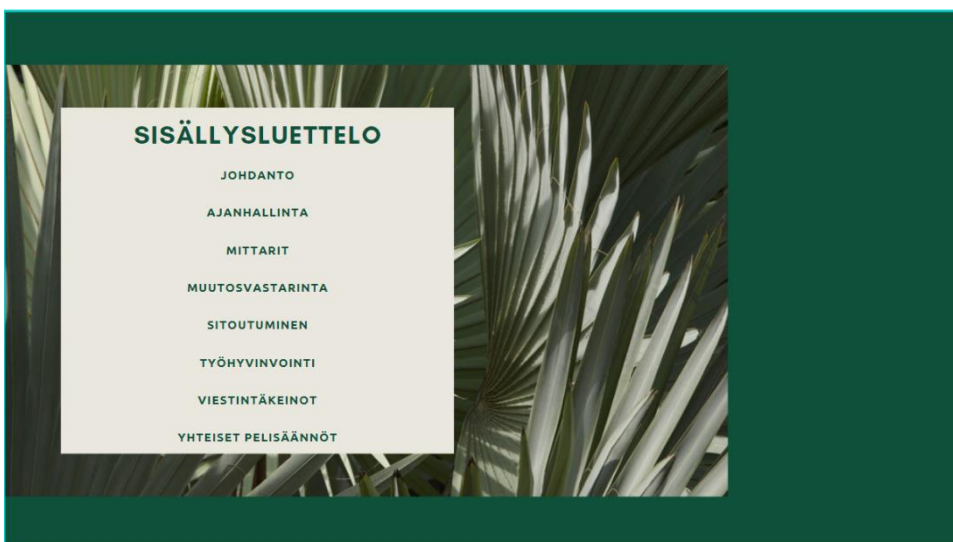 SISÄLLYSLUETTELO
JOHDANTO
AJANHALLINTA
MITTARIT
MUUTOSVASTARINTA
SITOUTUMINEN
TYÖHYVINVOINTI
VIESTINTÄKEINOT
YHTEISET PELISÄÄNNÖT